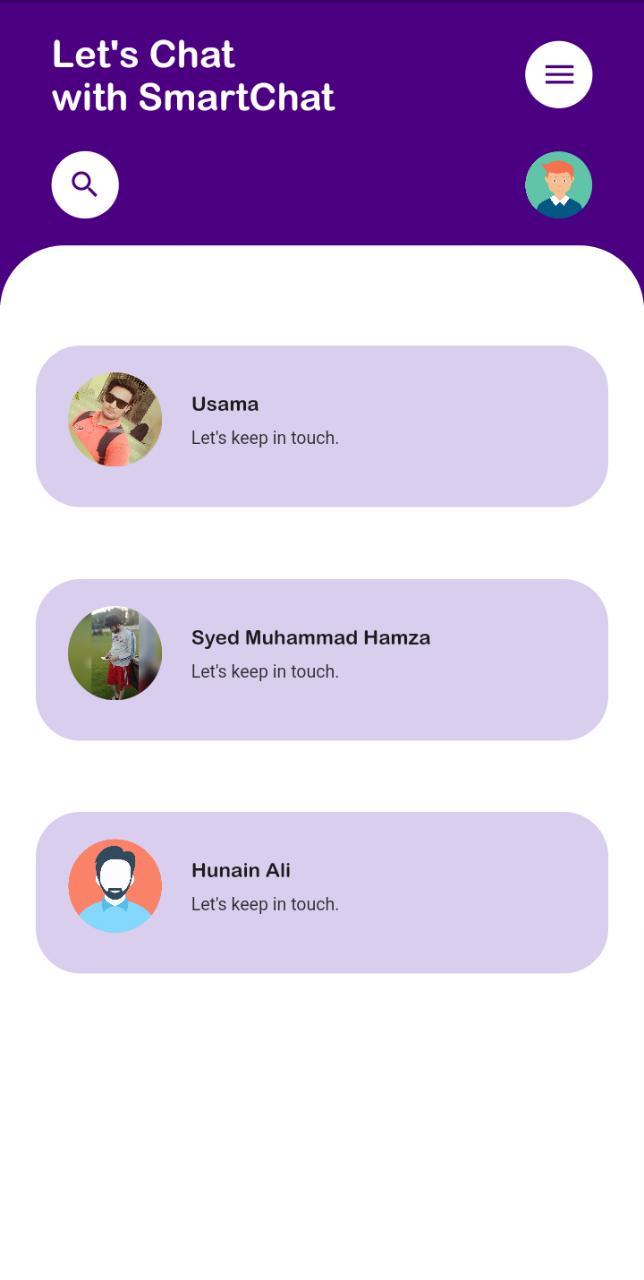 Let's Chat
with SmartChat
Usama
Let's keep in touch.
Syed Muhammad Hamza
Let's keep in touch.
Hunain Ali
Let's keep in touch.